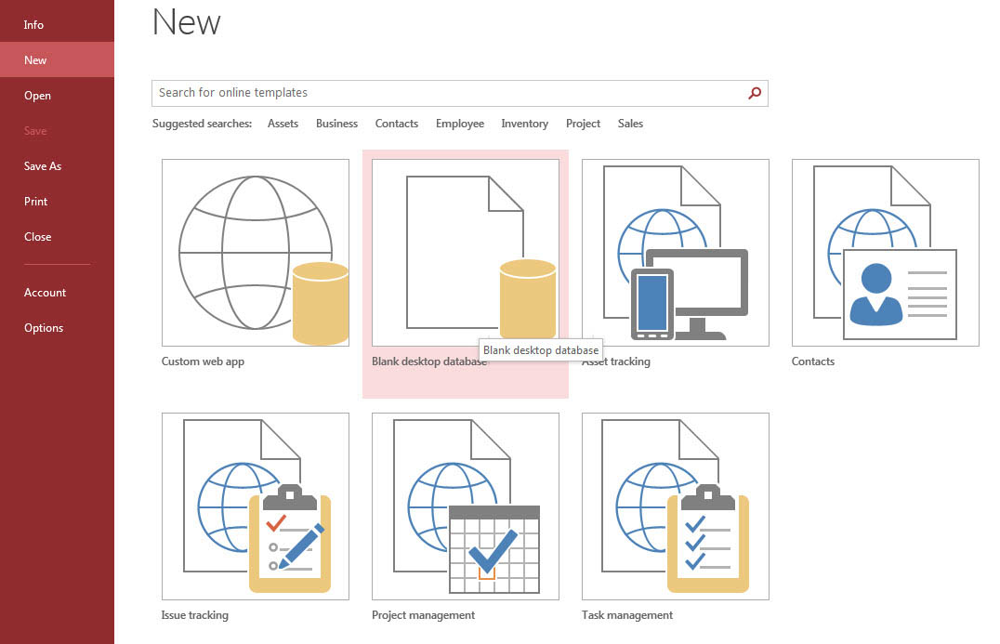 Info
New
Open
Save
Save As
Print
Close
Account
Options
New
Search for online templates
Suggested searches: Assets Business Contacts Employee Inventory Project Sales
Custom web app
Blank desktop database
Blank desktop database
Asset tracking
Contacts
Issue tracking
Project management
Task management